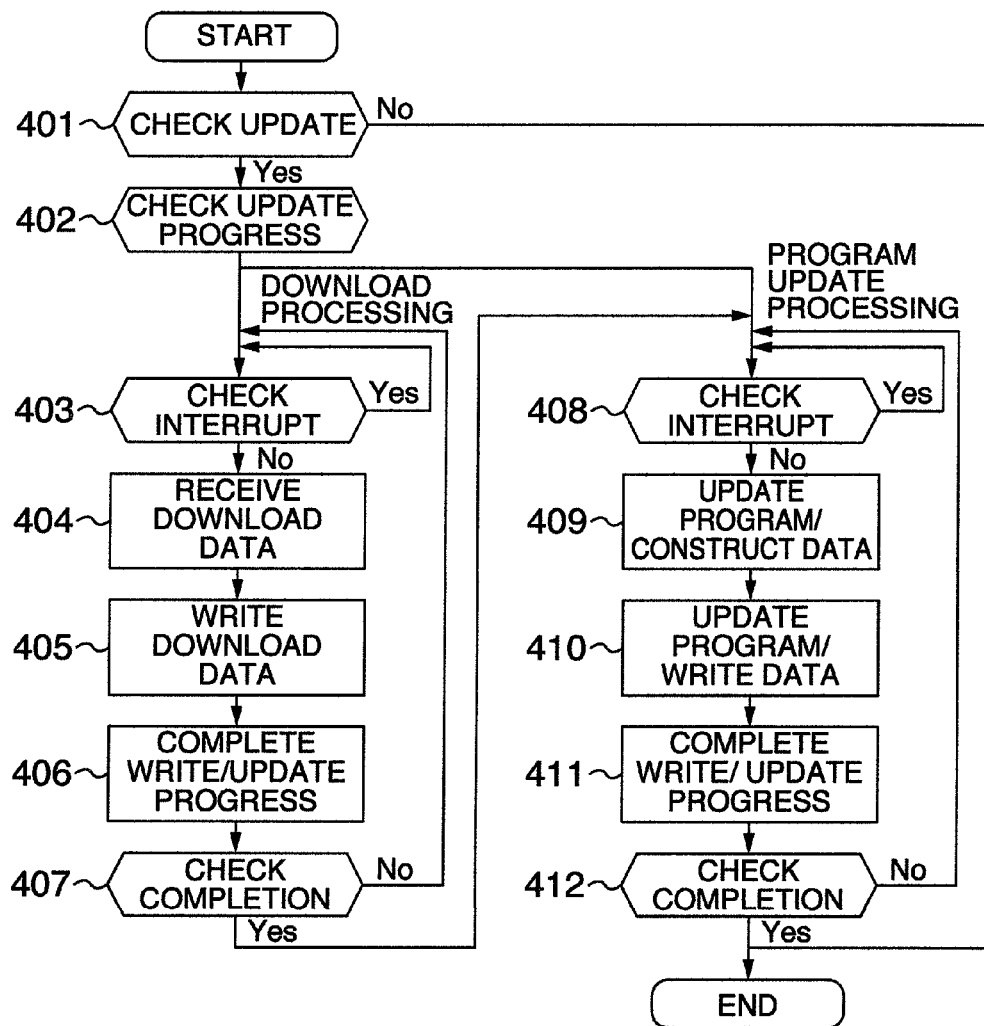 START
401
CHECK UPDATE
No
Yes
402
CHECK UPDATE
PROGRESS
DOWNLOAD
PROCESSING
403
CHECK
INTERRUPT
Yes
No
404
RECEIVE
DOWNLOAD
DATA
405
WRITE
DOWNLOAD
DATA
406
COMPLETE
WRITE/UPDATE
PROGRESS
407
CHECK
COMPLETION
No
Yes
PROGRAM
UPDATE
PROCESSING
408
CHECK
INTERRUPT
Yes
No
409
UPDATE
PROGRAM/
CONSTRUCT DATA
410
UPDATE
PROGRAM/
WRITE DATA
411
COMPLETE
WRITE/ UPDATE
PROGRESS
412
CHECK
COMPLETION
No
Yes
END